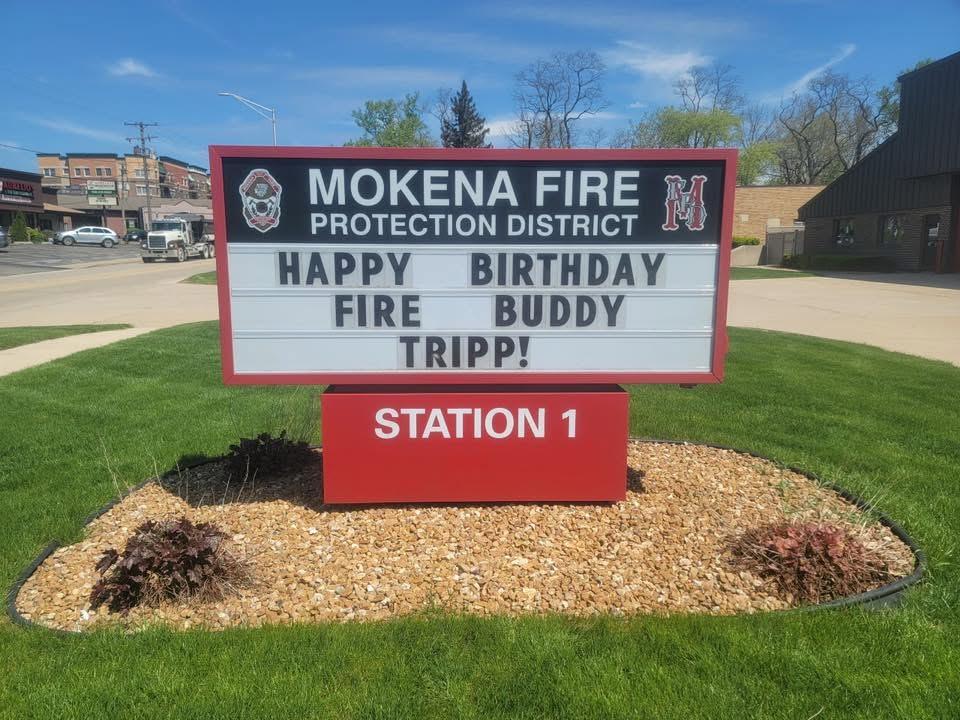 MOKENA FIRE
PROTECTION DISTRICT
HAPPY BIRTHDAY
FIRE BUDDY
TRIPP!
STATION 1